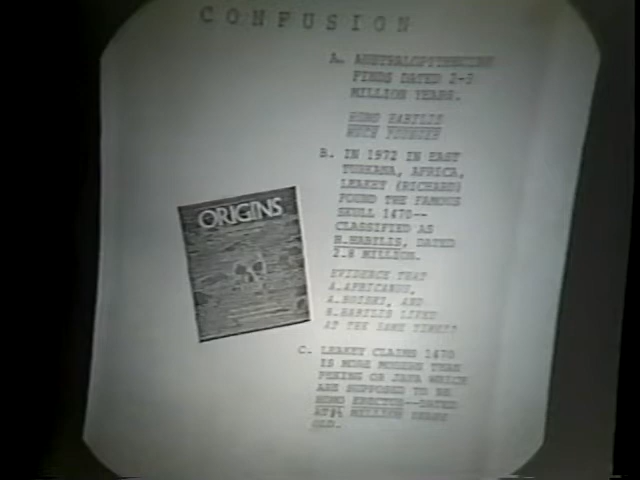 CONFUSION
A. AUSTRALOPITHECINE
FINDS DATED 2-3
MILLION YEARS.
HOMO HABILIS
MUCH YOUNGER
B. IN 1972 IN EAST
TURKANA, AFRICA,
LEAKEY (RICHARD)
FOUND THE FAMOUS
SKULL 1470--
CLASSIFIED AS
H.HABILIS, DATED
2.8 MILLION.
ORIGINS
EVIDENCE THAT
A.AFRICANUS,
A.BOISEI, AND
H.HABILIS LIVED
AT THE SAME TIME!!
C. LEAKEY CLAIMS 1470
IS MORE MODERN THAN
PEKING OR JAVA WHICH
ARE SUPPOSED TO BE
HOMO ERECTUS--DATED
AT MILLION YEARS
OLD.